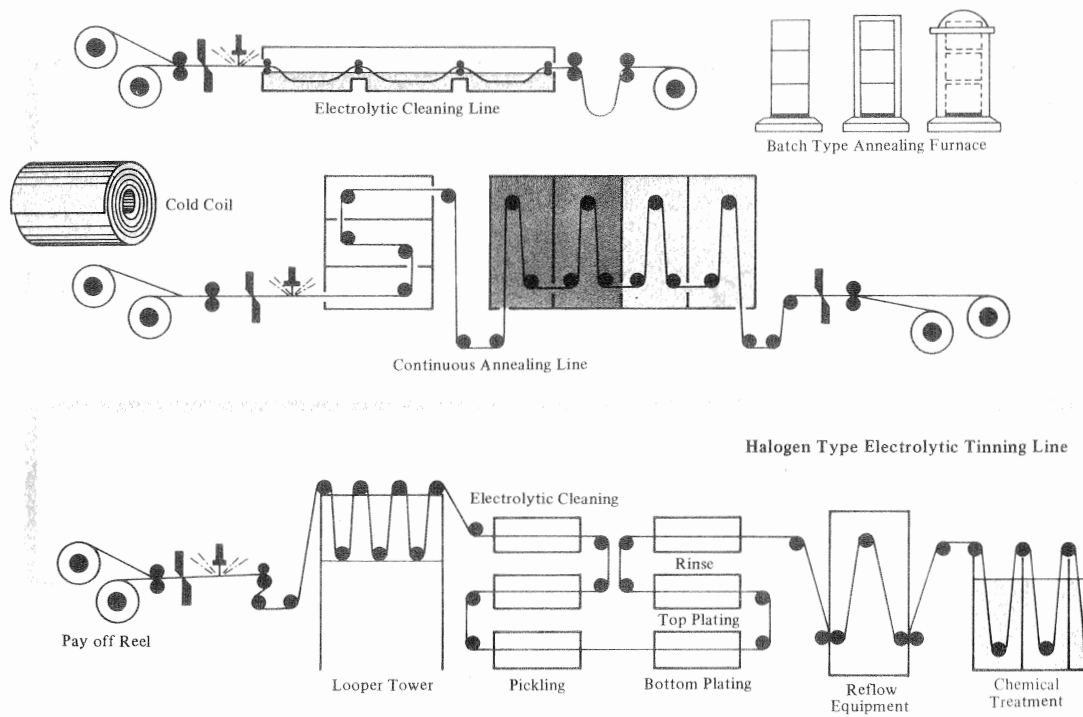 Electrolytic Cleaning Line
Batch Type Annealing Furnace
Cold Coil
Continuous Annealing Line
Halogen Type Electrolytic Tinning Line
Electrolytic Cleaning
Rinse
Top Plating
Pay off Reel
Looper Tower
Pickling
Bottom Plating
Reflow
Equipment
Chemical
Treatment